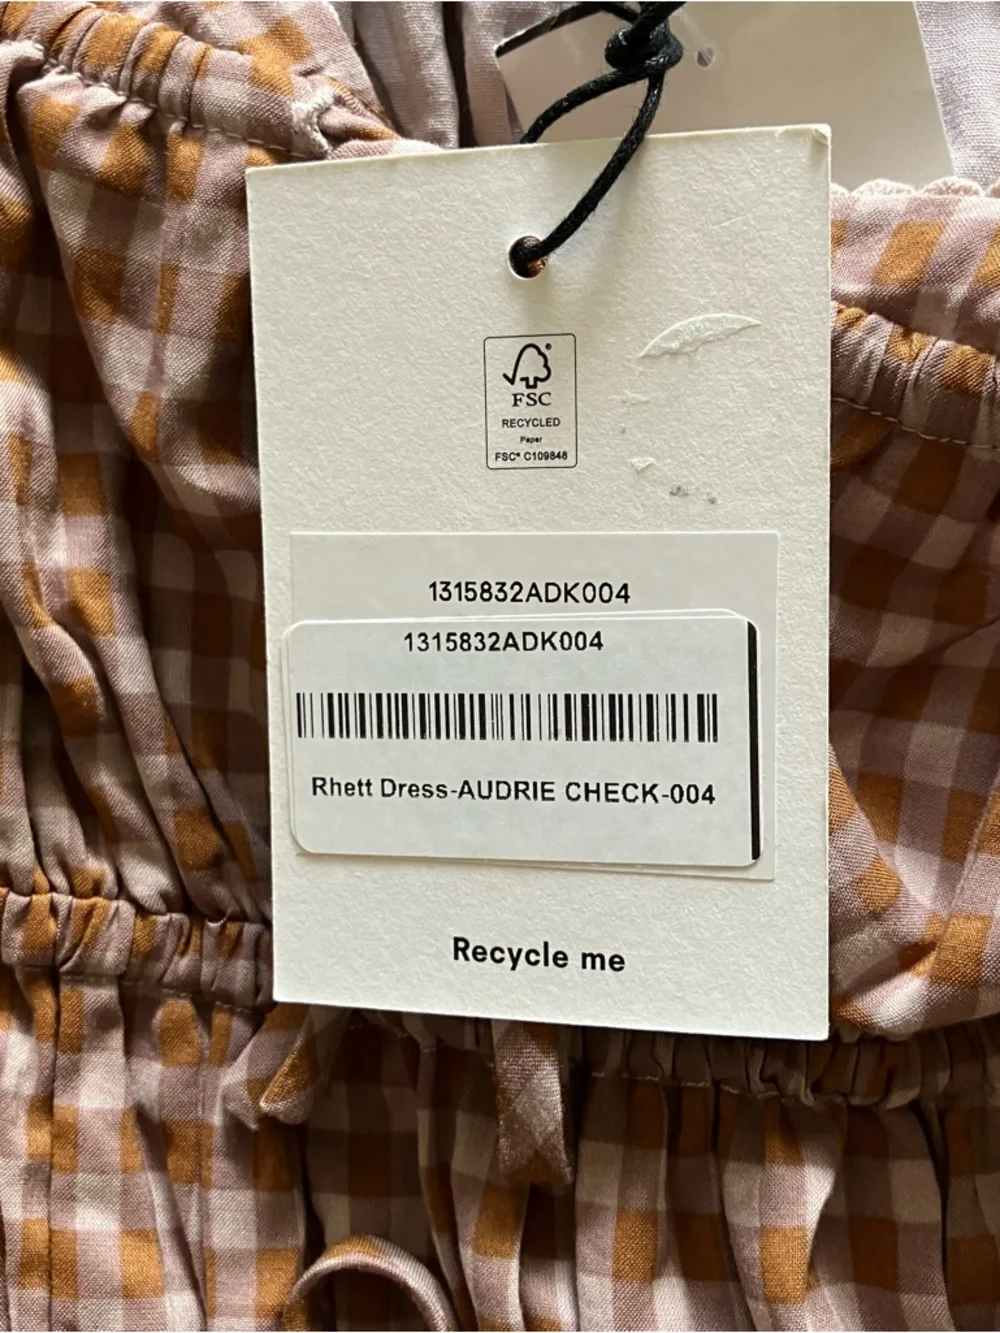 FSC
RECYCLED
Paper
FSC® C109848
1315832ADK004
1315832ADK004
Rhett Dress-AUDRIE CHECK-004
Recycle me